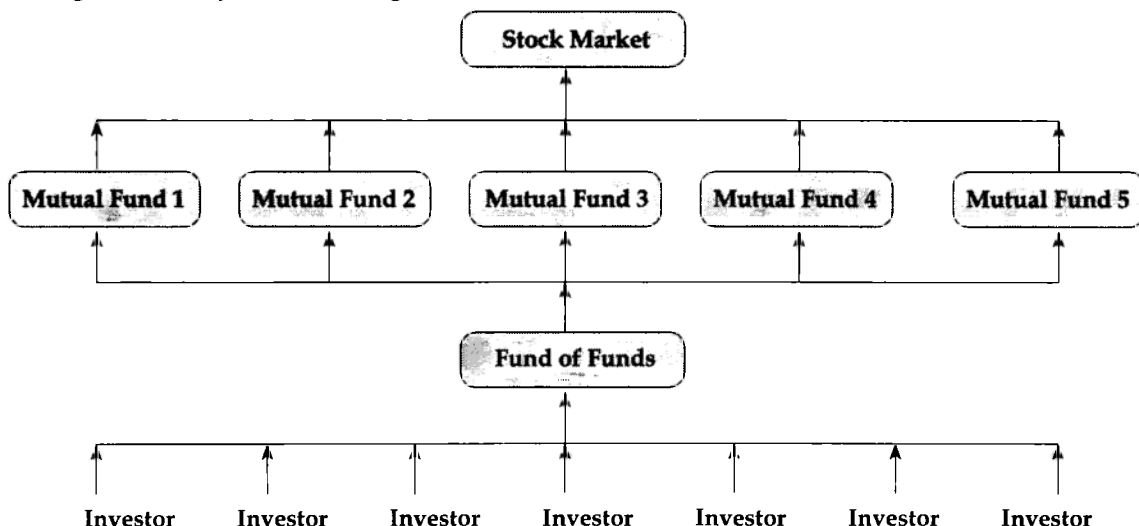 Stock Market
Mutual Fund 1 Mutual Fund 2 Mutual Fund 3 Mutual Fund 4 Mutual Fund 5
Fund of Funds
Investor Investor Investor Investor Investor Investor Investor